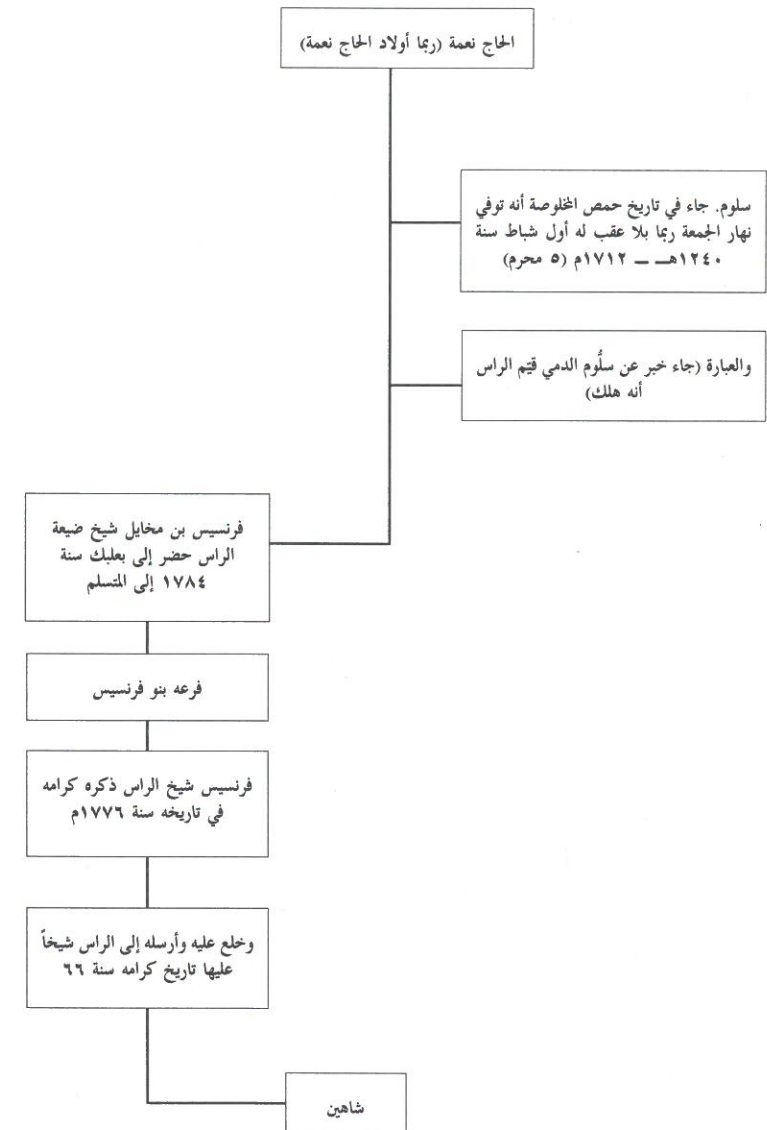 الحاج نعمة (ربما أولاد الحاج نعمة)
سلوم. جاء في تاريخ حمص المخلوصة أنه توفي
نهار الجمعة ربما بلا عقب له أول شباط سنة
١٢٤٠هـ ــ ١٧١٢م (٥ محرم)
والعبارة (جاء خبر عن سلُّوم الدمي قيّم الراس
أنه هلك)
فرنسيس بن مخايل شيخ ضيعة
الراس حضر إلى بعلبك سنة
١٧٨٤ إلى المتسلم
فرعه بنو فرنسيس
فرنسيس شيخ الراس ذكره كرامه
في تاريخه سنة ١٧٧٦م
وخلع عليه وأرسله إلى الراس شيخاً
عليها تاريخ كرامه سنة ٦٦
شاهين